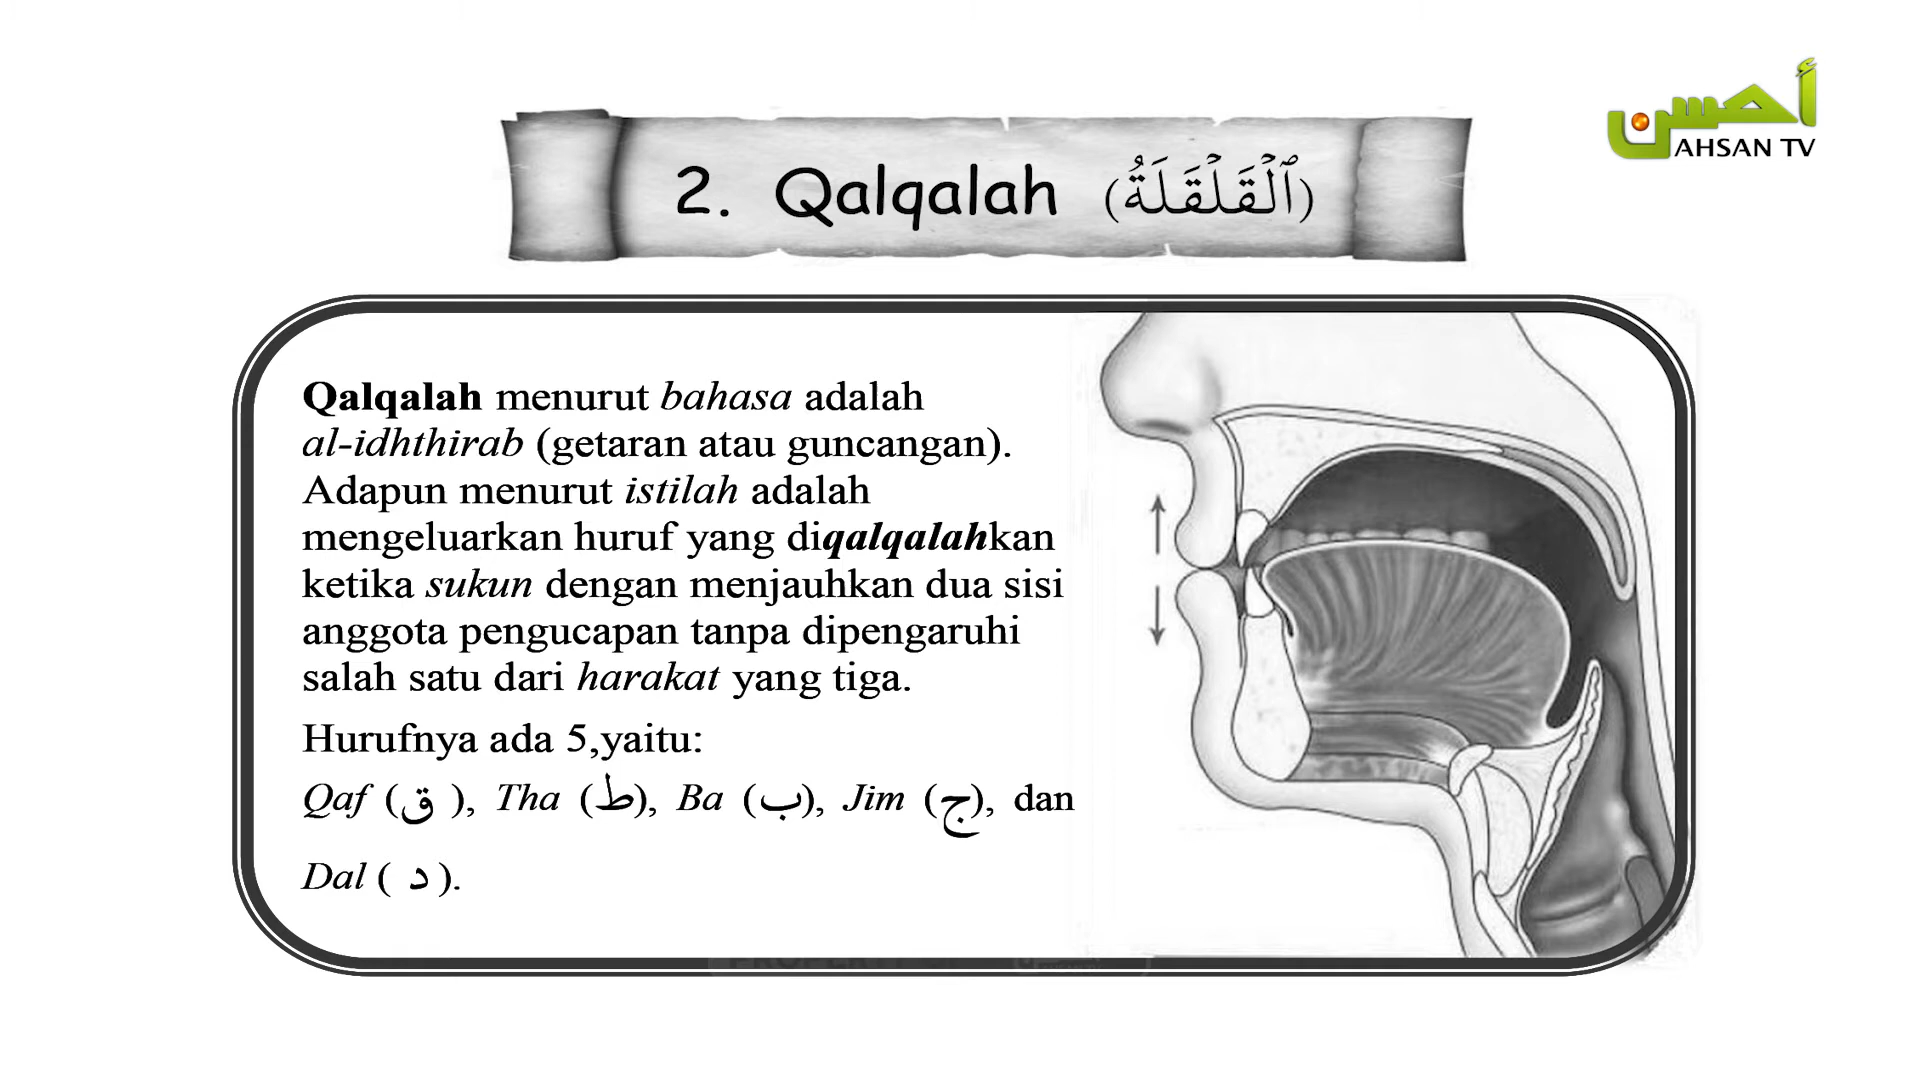 أحسن
AHSAN TV
2. Qalqalah (ٱلْقَلْقَلَةُ)
Qalqalah menurut bahasa adalah
al-idhthirab (getaran atau guncangan).
Adapun menurut istilah adalah
mengeluarkan huruf yang diqalqalahkan
ketika sukun dengan menjauhkan dua sisi
anggota pengucapan tanpa dipengaruhi
salah satu dari harakat yang tiga.
Hurufnya ada 5,yaitu:
Qaf (ق ), Tha (ط), Ba (ب), Jim (ج), dan
Dal ( د ).